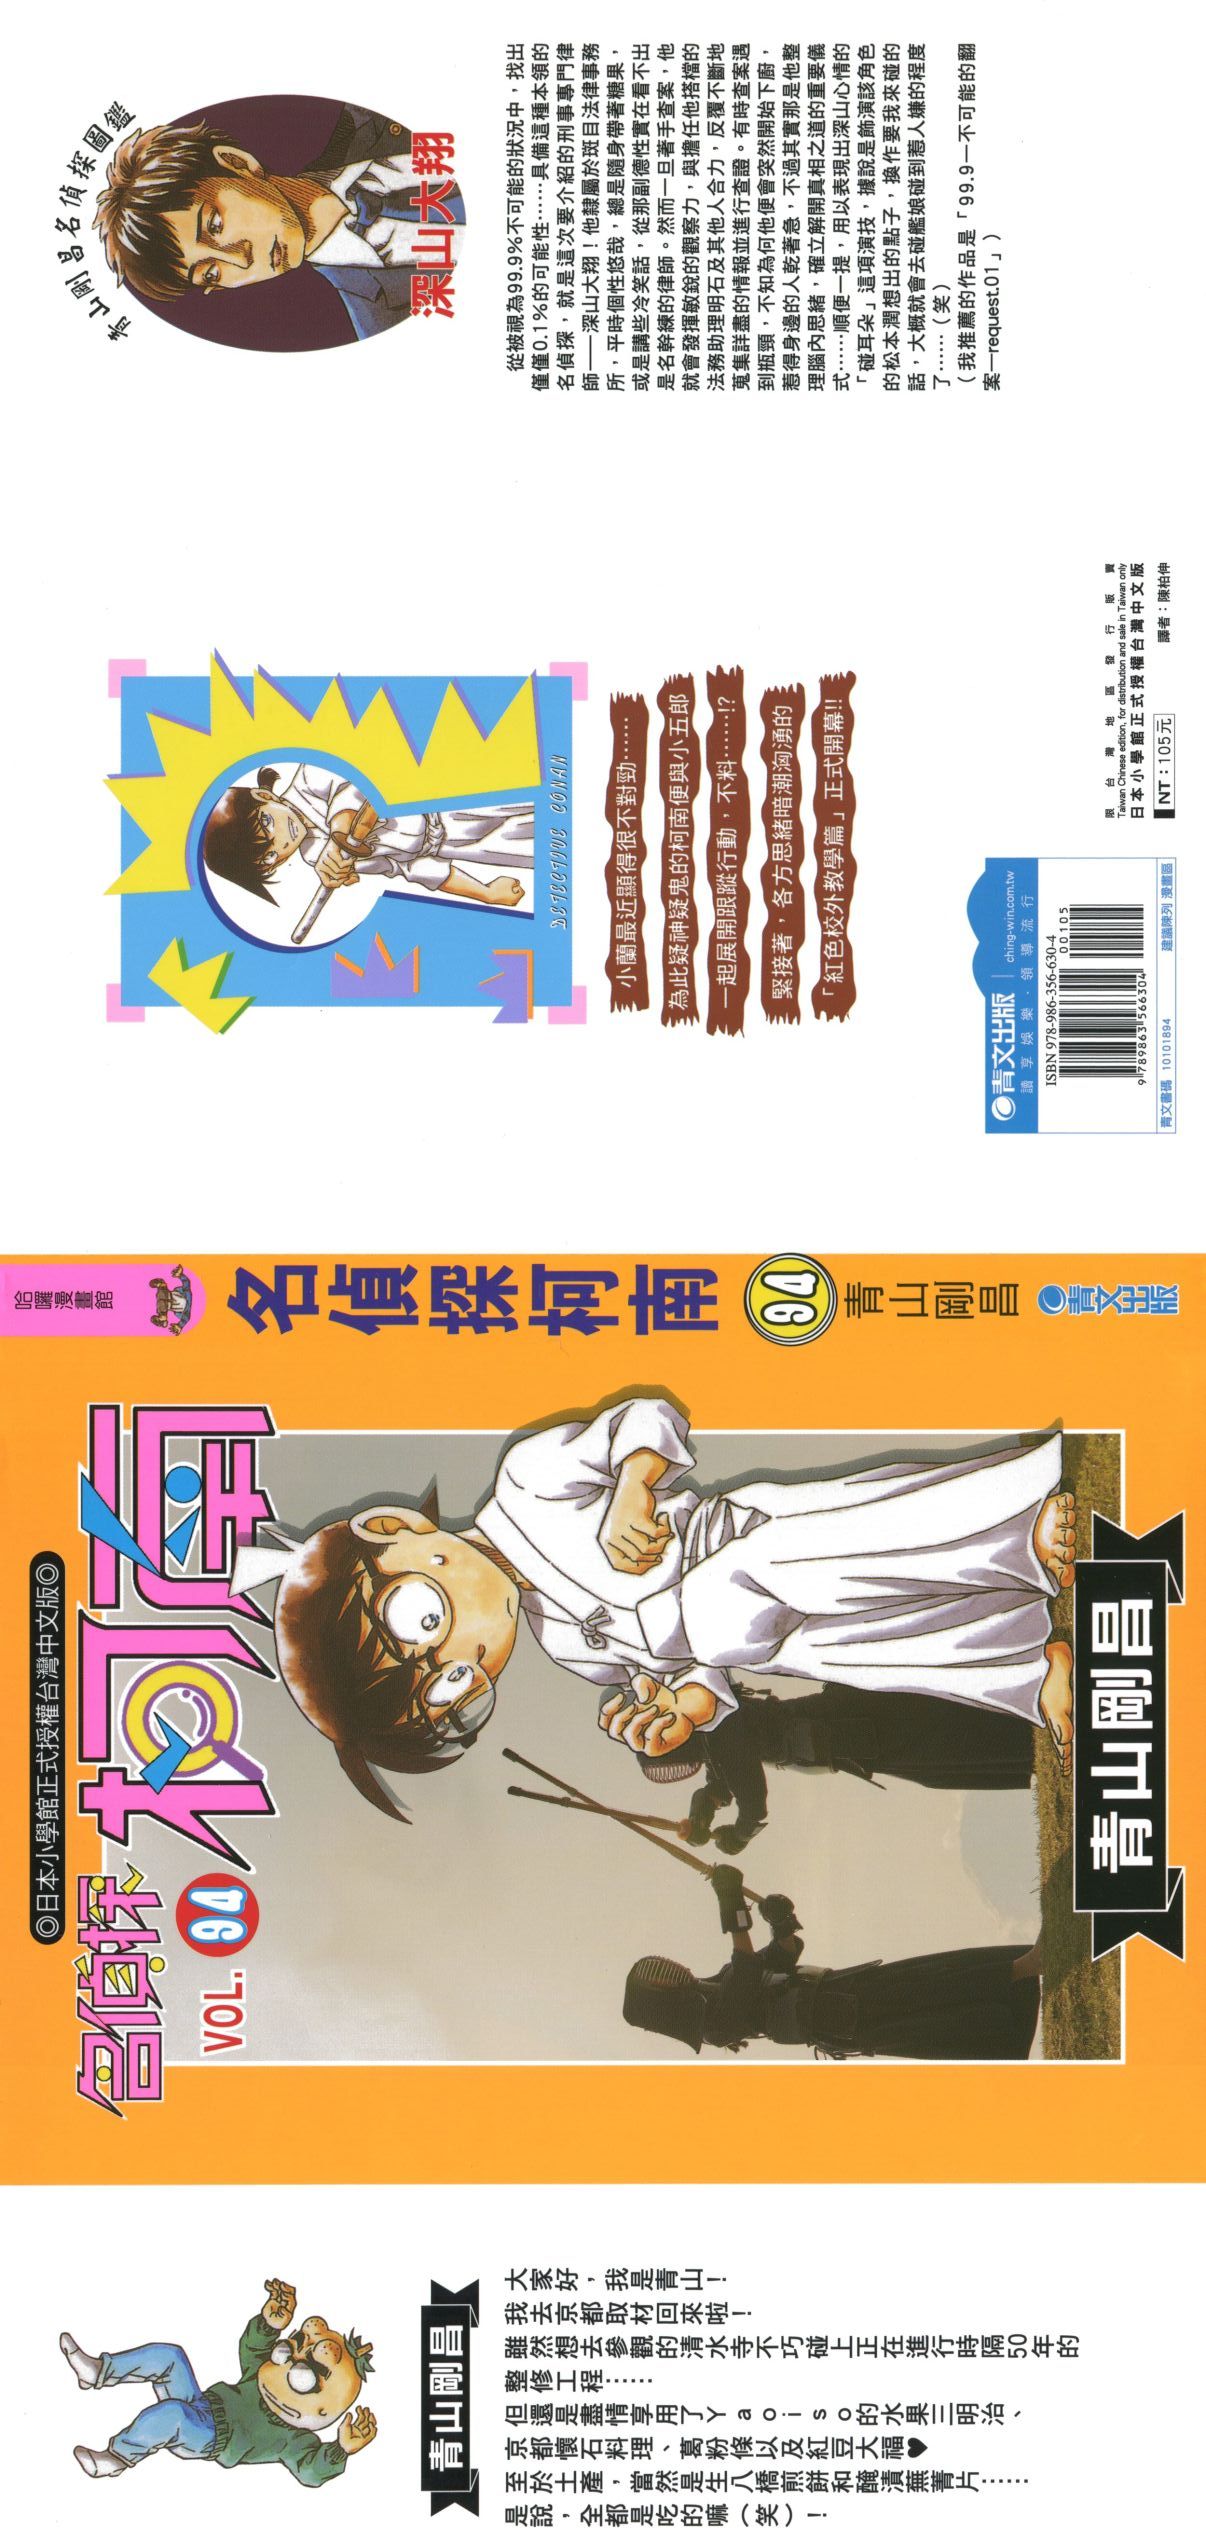 青山剛昌名偵探圖鑑
深山大翔
從被視為99.9%不可能的狀況中，找出
僅僅0.1%的可能性……具備這種本領的
名偵探，就是這次要介紹的刑事專門律
師——深山大翔！他隸屬於斑目法律事務
所，平時個性悠哉，總是隨身帶著糖果，
或是講些冷笑話，從那副德性實在看不出
是名幹練的律師。然而一旦著手查案，他
就會發揮敏銳的觀察力，與擔任他搭檔的
法務助理明石及其他人合力，反覆不斷地
蒐集詳盡的情報並進行查證。有時查案遇
到瓶頸，不知為何他便會突然開始下廚，
惹得身邊的人乾著急，不過其實那是他整
理腦內思緒，確立解開真相之道的重要儀
式……順便一提，用以表現出深山心情的
「碰耳朵」這項演技，據說是飾演該角色
的松本潤想出的點子，換作要我來碰的
話，大概就會去碰艦娘碰到惹人嫌的程度
了……（笑）
（我推薦的作品是「99.9—不可能的翻
案—request.01」）
DETECTIVE CONAN
小蘭最近顯得很不對勁……
為此疑神疑鬼的柯南便與小五郎
一起展開跟蹤行動，不料……!?
緊接著，各方思緒暗潮洶湧的
「紅色校外教學篇」正式開幕!!
限台灣地區發行販賣
Taiwan Chinese edition, for distribution and sale in Taiwan only
日本小學館正式授權台灣中文版
NT：105元
譯者：陳柏伸
青文出版
ching-win.com.tw
讀享娛樂．領導流行
ISBN 978-986-356-630-4
00105
9 789863 566304
青文書碼 10101894
建議陳列 漫畫區
哈囉漫畫館
名偵探柯南
94
青山剛昌
青文出版
◎日本小學館正式授權台灣中文版◎
名偵探
柯南
VOL. 94
青山剛昌
青山剛昌
大家好，我是青山！
我去京都取材回來啦！
雖然想去參觀的清水寺不巧碰上正在進行時隔50年的
整修工程……
但還是盡情享用了Ｙａｏｉｓｏ的水果三明治、
京都懷石料理、葛粉條以及紅豆大福♥
至於土產，當然是生八橋煎餅和醃漬蕪菁片……
是說，全都是吃的嘛（笑）！